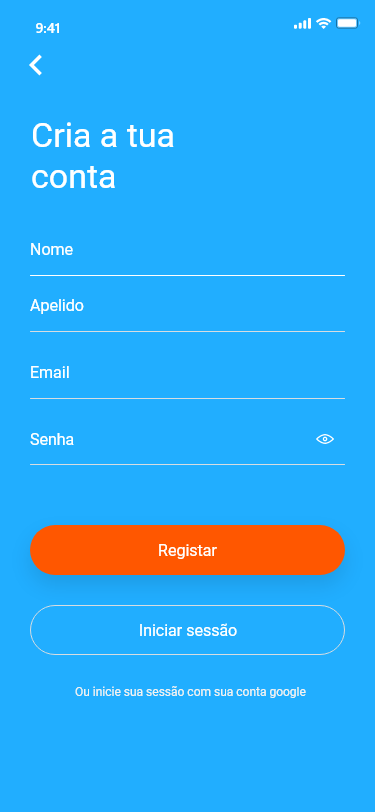 9:41
Cria a tua
conta
Nome
Apelido
Email
Senha
Registar
Iniciar sessão
Ou inicie sua sessão com sua conta google